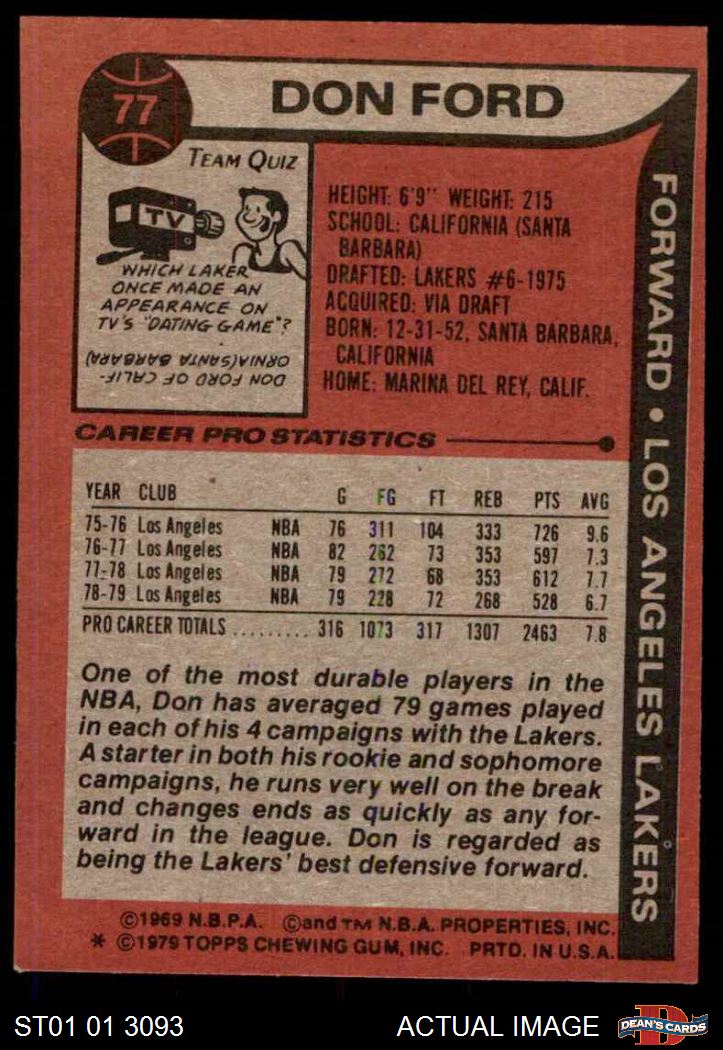 77
DON FORD
TEAM QUIZ
TV
WHICH LAKER
ONCE MADE AN
APPEARANCE ON
TV'S "DATING GAME"?
DON FORD OF CALIF-
ORNIA (SANTA BARBARA)
HEIGHT: 6'9" WEIGHT: 215
SCHOOL: CALIFORNIA (SANTA
BARBARA)
DRAFTED: LAKERS #6-1975
ACQUIRED: VIA DRAFT
BORN: 12-31-52, SANTA BARBARA,
CALIFORNIA
HOME: MARINA DEL REY, CALIF.
FORWARD • LOS ANGELES LAKERS
CAREER PRO STATISTICS
YEAR CLUB G FG FT REB PTS AVG
75-76 Los Angeles NBA 76 311 104 333 726 9.6
76-77 Los Angeles NBA 82 262 73 353 597 7.3
77-78 Los Angeles NBA 79 272 68 353 612 7.7
78-79 Los Angeles NBA 79 228 72 268 528 6.7
PRO CAREER TOTALS ......... 316 1073 317 1307 2463 7.8
One of the most durable players in the
NBA, Don has averaged 79 games played
in each of his 4 campaigns with the Lakers.
A starter in both his rookie and sophomore
campaigns, he runs very well on the break
and changes ends as quickly as any for-
ward in the league. Don is regarded as
being the Lakers' best defensive forward.
©1969 N.B.P.A. ©and TM N.B.A. PROPERTIES, INC.
* ©1979 TOPPS CHEWING GUM, INC. PRTD. IN U.S.A.
ST01 01 3093
ACTUAL IMAGE
D
DEAN'S CARDS